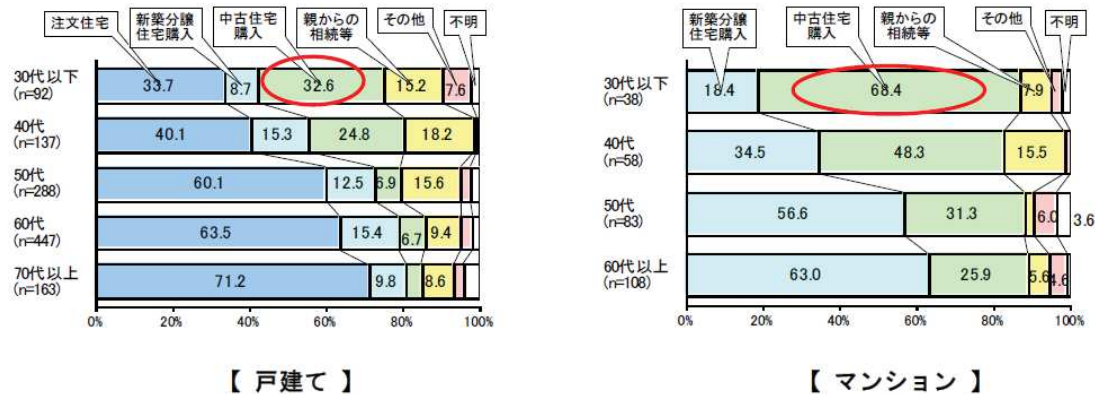 注文住宅
新築分譲
住宅購入
中古住宅
購入
親からの
相続等
その他
不明
30代以下
(n=92)
33.7
8.7
32.6
15.2
7.6
40代
(n=137)
40.1
15.3
24.8
18.2
50代
(n=288)
60.1
12.5
6.9
15.6
60代
(n=447)
63.5
15.4
6.7
9.4
70代以上
(n=163)
71.2
9.8
8.6
0%
20%
40%
60%
80%
100%
【 戸建て 】
新築分譲
住宅購入
中古住宅
購入
親からの
相続等
その他
不明
30代以下
(n=38)
18.4
68.4
7.9
40代
(n=58)
34.5
48.3
15.5
50代
(n=83)
56.6
31.3
6.0
3.6
60代以上
(n=108)
63.0
25.9
5.6
4.6
0%
20%
40%
60%
80%
100%
【 マンション 】